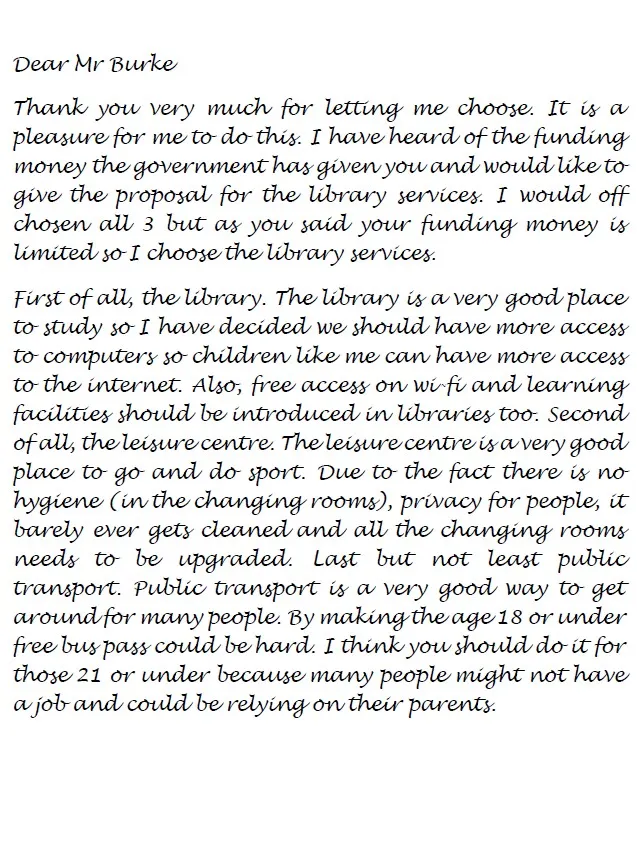 Dear Mr Burke
Thank you very much for letting me choose. It is a
pleasure for me to do this. I have heard of the funding
money the government has given you and would like to
give the proposal for the library services. I would off
chosen all 3 but as you said your funding money is
limited so I choose the library services.
First of all, the library. The library is a very good place
to study so I have decided we should have more access
to computers so children like me can have more access
to the internet. Also, free access on wi-fi and learning
facilities should be introduced in libraries too. Second
of all, the leisure centre. The leisure centre is a very good
place to go and do sport. Due to the fact there is no
hygiene (in the changing rooms), privacy for people, it
barely ever gets cleaned and all the changing rooms
needs to be upgraded. Last but not least public
transport. Public transport is a very good way to get
around for many people. By making the age 18 or under
free bus pass could be hard. I think you should do it for
those 21 or under because many people might not have
a job and could be relying on their parents.